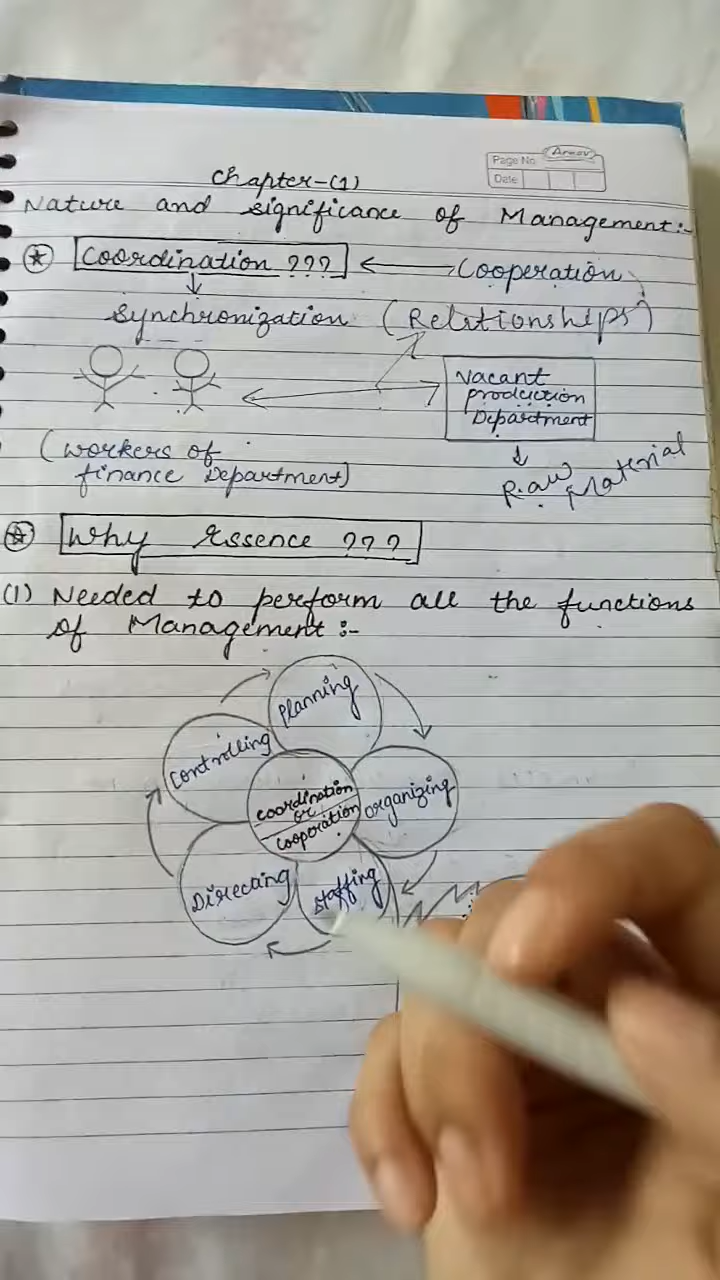 Page No.
Date
Chapter-(1)
Nature and significance of Management:-
Coordination ??? ← Cooperation
↓
Synchronization (Relationships)
Vacant
production
Department
↓
Raw Material
(workers of
finance Department)
Why Essence ???
(1) Needed to perform all the functions
of Management :-
Planning
Controlling
Coordination
or
Cooperation
Organizing
Directing
Staffing